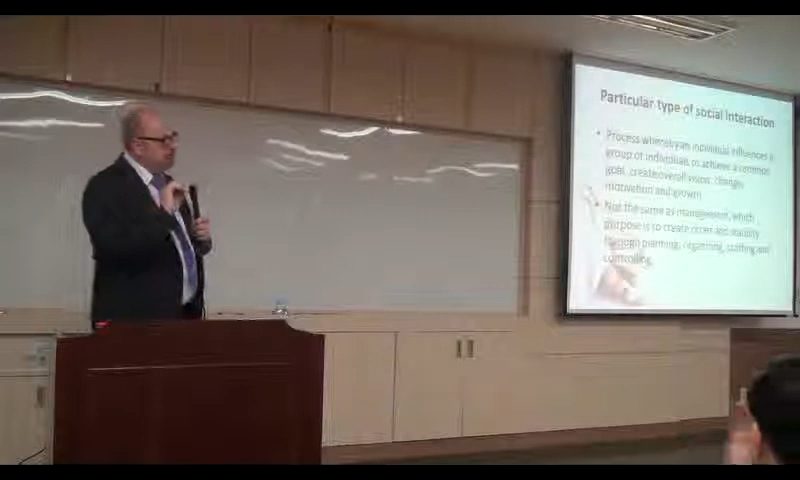 Particular type of social interaction
• Process whereby an individual influences a
group of individuals to achieve a common
goal, create overall vision, change,
motivation and growth
• Not the same as management, which
purpose is to create order and stability
through planning, organizing, staffing and
controlling.